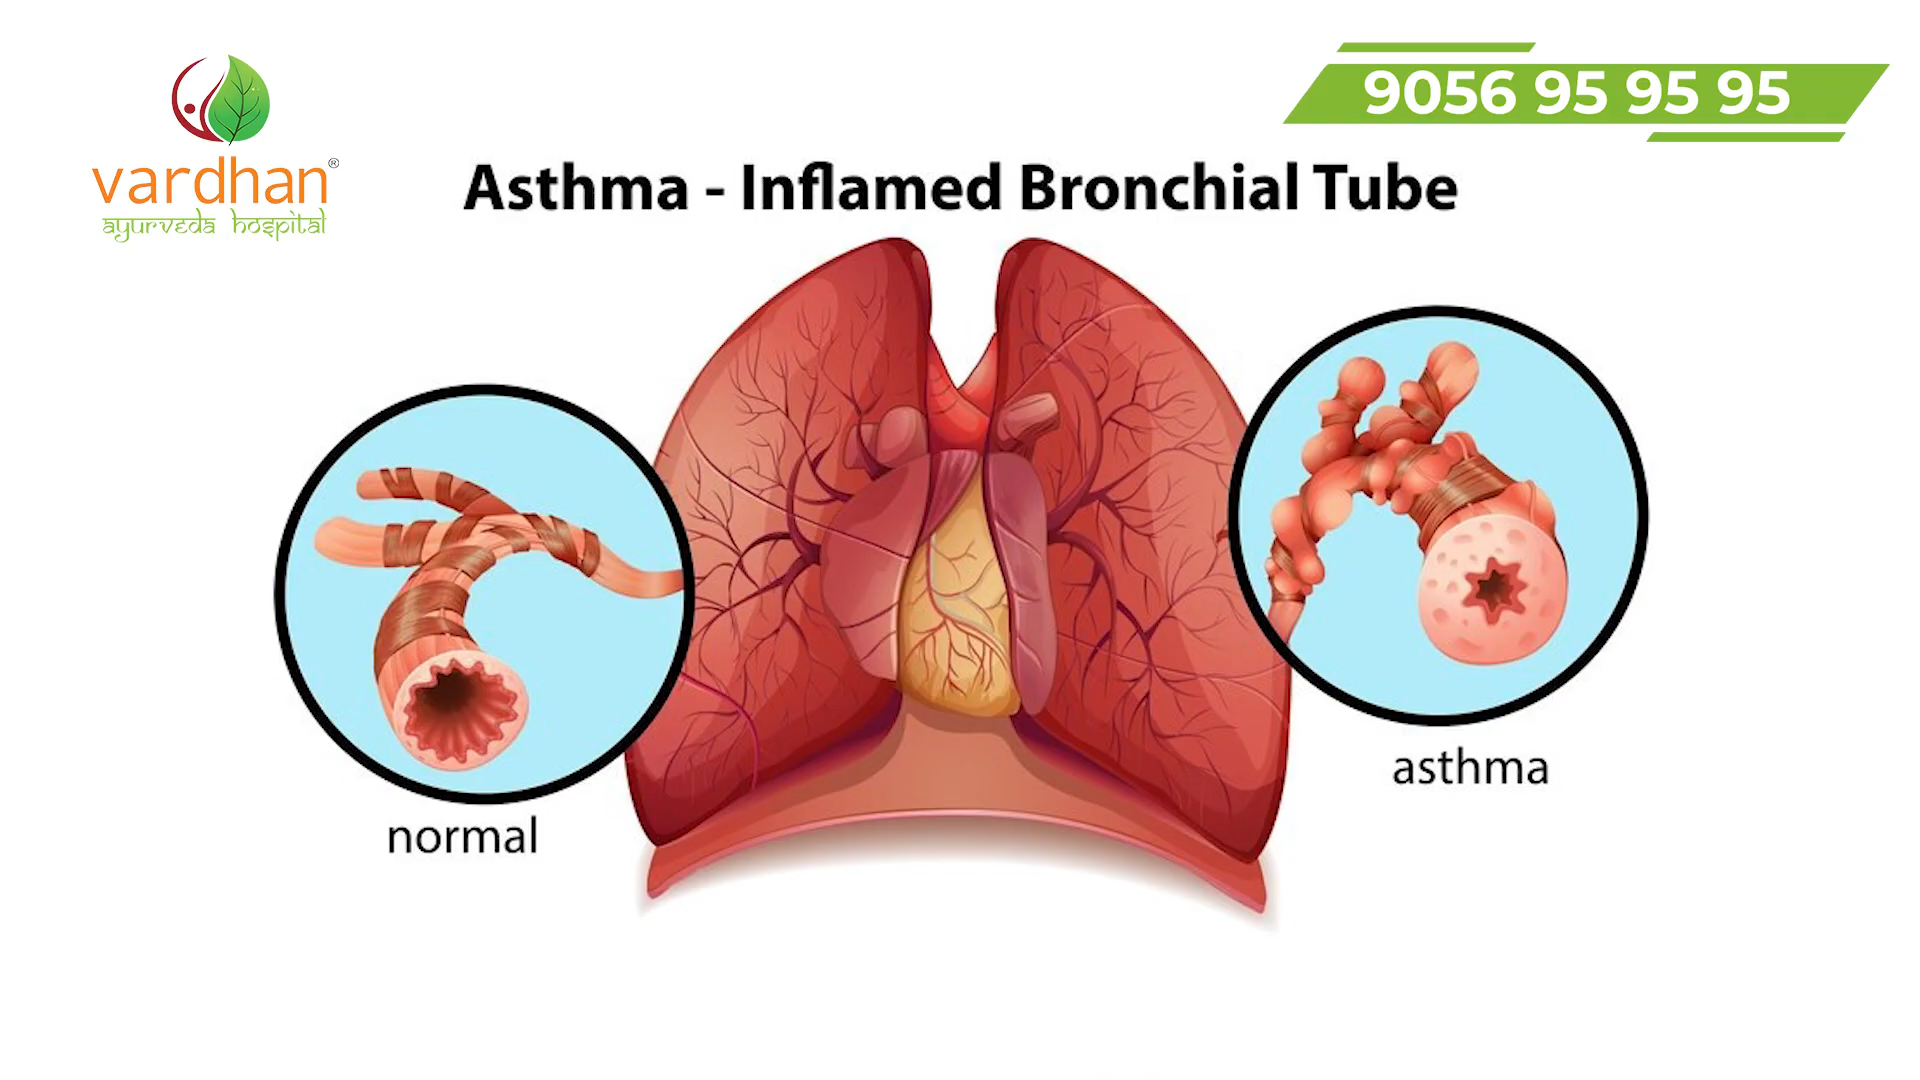 vardhan®
ayurveda hospital
9056 95 95 95
Asthma - Inflamed Bronchial Tube
normal
asthma